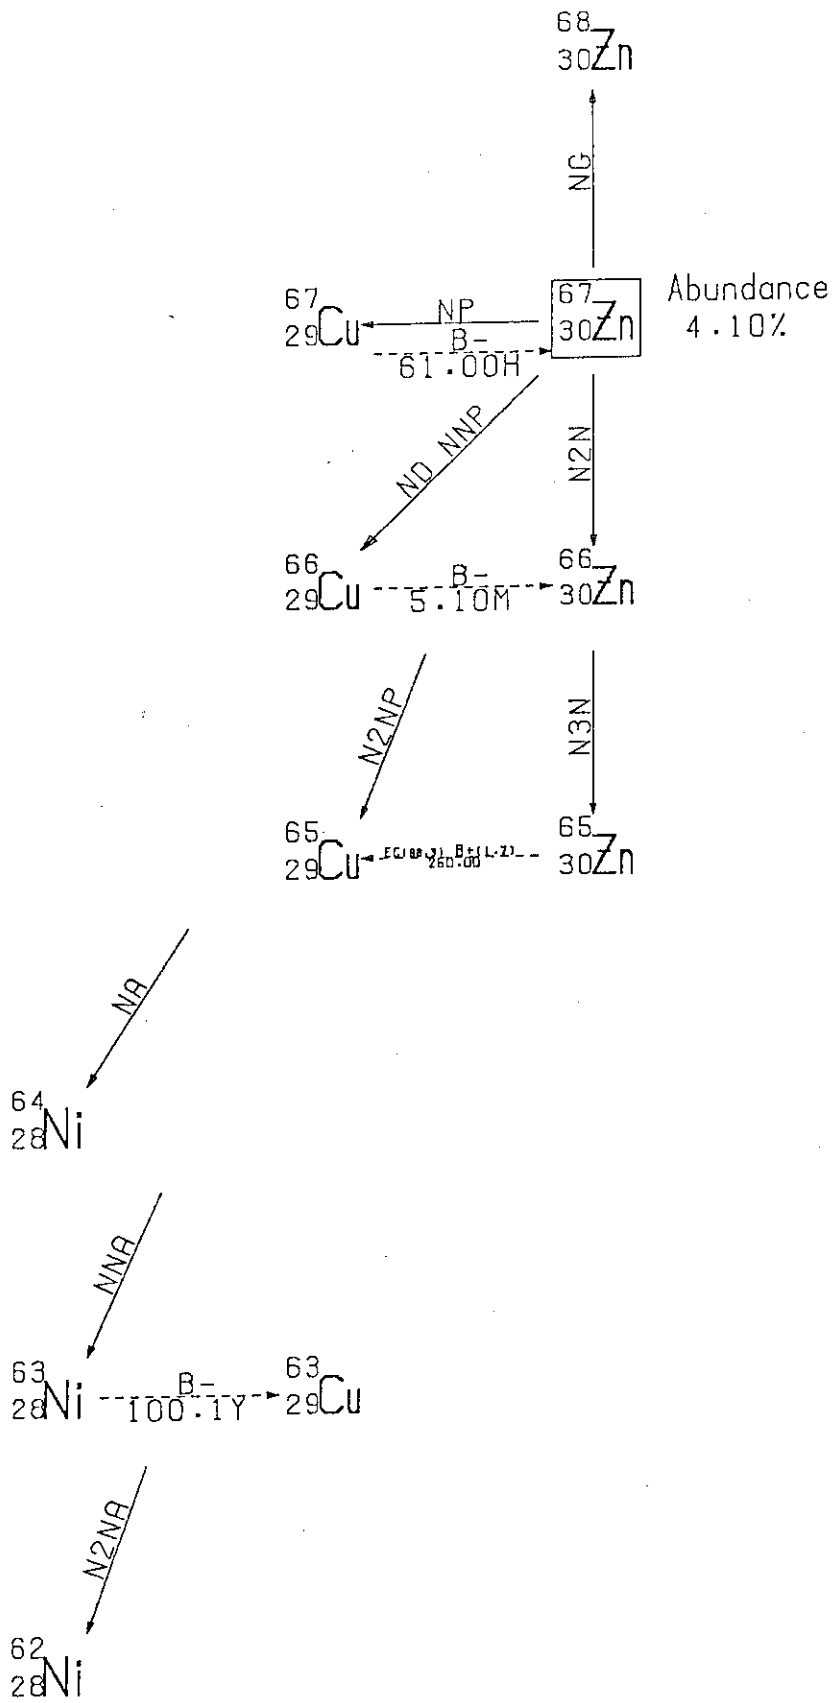 68
30Zn
NG
67
30Zn
Abundance
4.10%
67
29Cu
NP
B-
61.00H
ND NNP
N2N
66
29Cu
B-
5.10M
66
30Zn
N2NP
N3N
65
29Cu
260.00
65
30Zn
NA
64
28Ni
NNA
63
28Ni
B-
100.1Y
63
29Cu
N2NA
62
28Ni